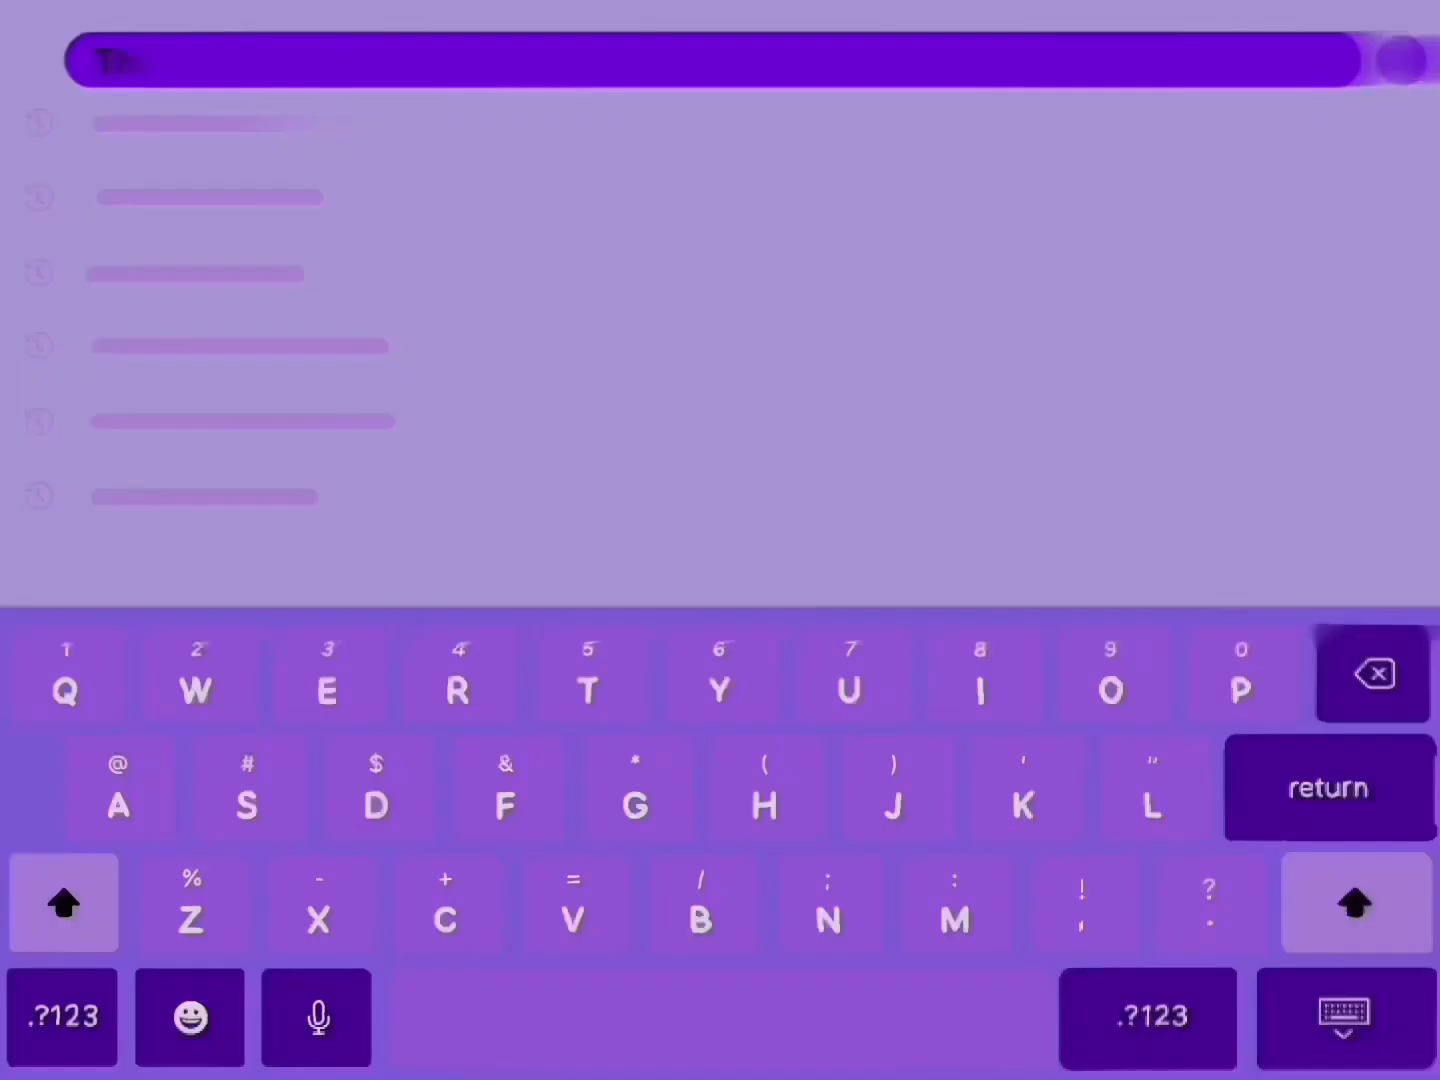 1 2 3 4 5 6 7 8 9 0
Q W E R T Y U I O P
@ # $ & * ( ) ' "
A S D F G H J K L
return
% - + = / ; : ! ?
Z X C V B N M , .
.?123 .?123